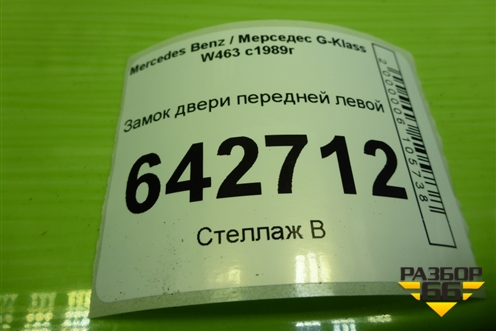 Mercedes Benz / Мерседес G-Klass
W463 с1989г
Замок двери передней левой
642712
Стеллаж В
2000006105738
РАЗБОР
66